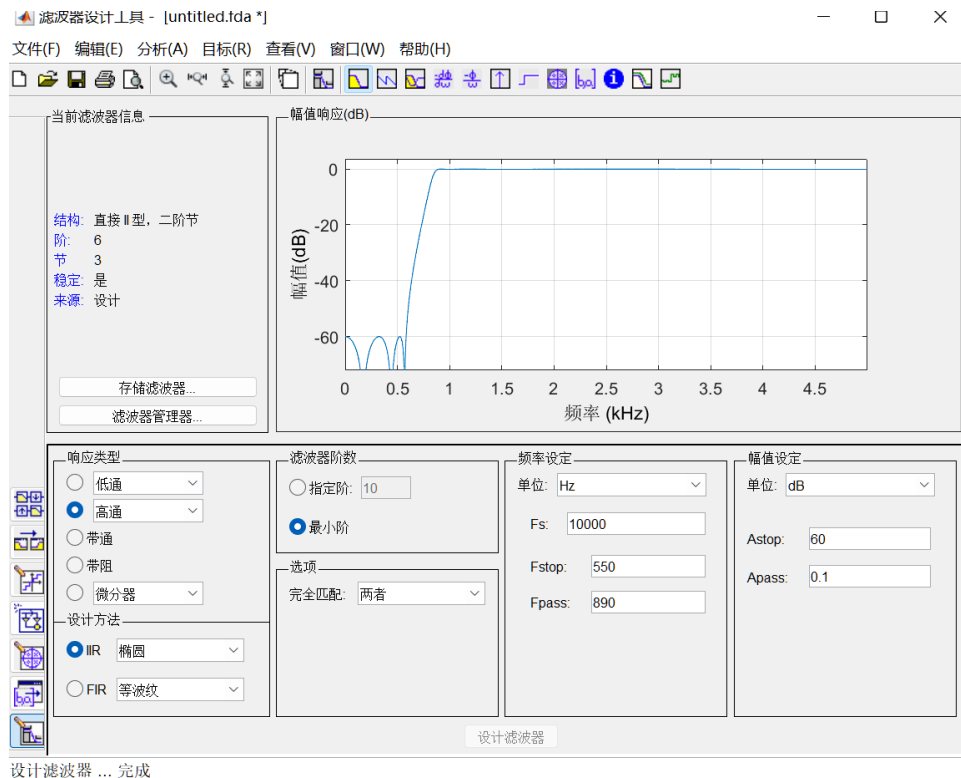 滤波器设计工具 - [untitled.fda *]
文件(F) 编辑(E) 分析(A) 目标(R) 查看(V) 窗口(W) 帮助(H)
当前滤波器信息
结构: 直接Ⅱ型，二阶节
阶: 6
节 3
稳定: 是
来源: 设计
存储滤波器...
滤波器管理器...
幅值响应(dB)
幅值(dB)
0
-20
-40
-60
0 0.5 1 1.5 2 2.5 3 3.5 4 4.5
频率 (kHz)
响应类型
低通
高通
带通
带阻
微分器
设计方法
IIR 椭圆
FIR 等波纹
滤波器阶数
指定阶: 10
最小阶
选项
完全匹配: 两者
频率设定
单位: Hz
Fs: 10000
Fstop: 550
Fpass: 890
幅值设定
单位: dB
Astop: 60
Apass: 0.1
设计滤波器
设计滤波器 ... 完成